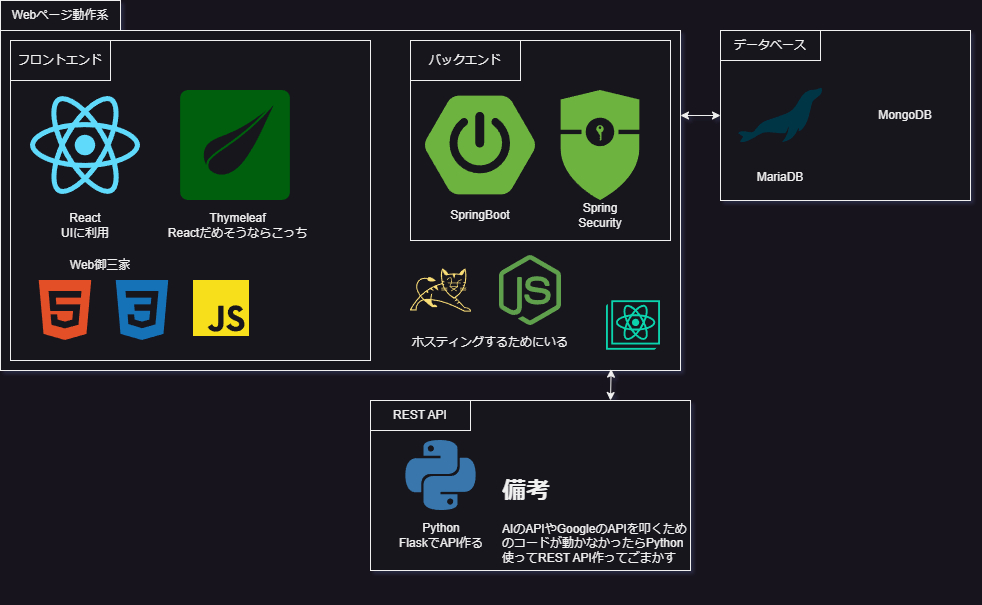 Webページ動作系
フロントエンド
React
UIに利用
Thymeleaf
Reactだめそうならこっち
Web御三家
5
3
JS
バックエンド
SpringBoot
Spring
Security
JS
ホスティングするためにいる
データベース
MariaDB
MongoDB
REST API
Python
FlaskでAPI作る
備考
AIのAPIやGoogleのAPIを叩くため
のコードが動かなかったらPython
使ってREST API作ってごまかす